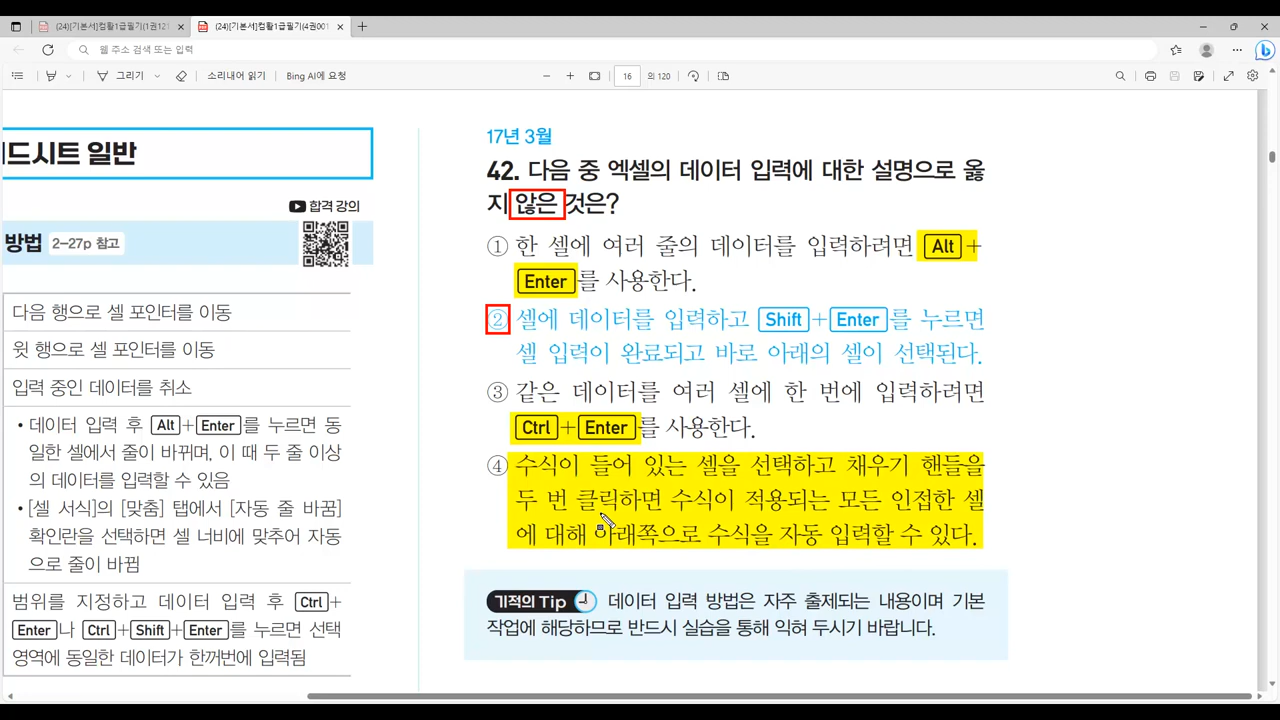 (24)[기본서]컴활1급필기(1권121
(24)[기본서]컴활1급필기(4권001
웹 주소 검색 또는 입력
그리기
소리내어 읽기
Bing AI에 요청
16
의 120
드시트 일반
합격 강의
방법 2-27p 참고
다음 행으로 셀 포인터를 이동
윗 행으로 셀 포인터를 이동
입력 중인 데이터를 취소
• 데이터 입력 후 Alt+Enter를 누르면 동
일한 셀에서 줄이 바뀌며, 이 때 두 줄 이상
의 데이터를 입력할 수 있음
• [셀 서식]의 [맞춤] 탭에서 [자동 줄 바꿈]
확인란을 선택하면 셀 너비에 맞추어 자동
으로 줄이 바뀜
범위를 지정하고 데이터 입력 후 Ctrl+
Enter나 Ctrl+Shift+Enter를 누르면 선택
영역에 동일한 데이터가 한꺼번에 입력됨
17년 3월
42. 다음 중 엑셀의 데이터 입력에 대한 설명으로 옳
지 않은 것은?
① 한 셀에 여러 줄의 데이터를 입력하려면 Alt+
Enter를 사용한다.
② 셀에 데이터를 입력하고 Shift+Enter를 누르면
셀 입력이 완료되고 바로 아래의 셀이 선택된다.
③ 같은 데이터를 여러 셀에 한 번에 입력하려면
Ctrl+Enter를 사용한다.
④ 수식이 들어 있는 셀을 선택하고 채우기 핸들을
두 번 클릭하면 수식이 적용되는 모든 인접한 셀
에 대해 아래쪽으로 수식을 자동 입력할 수 있다.
기적의 Tip 데이터 입력 방법은 자주 출제되는 내용이며 기본
작업에 해당하므로 반드시 실습을 통해 익혀 두시기 바랍니다.